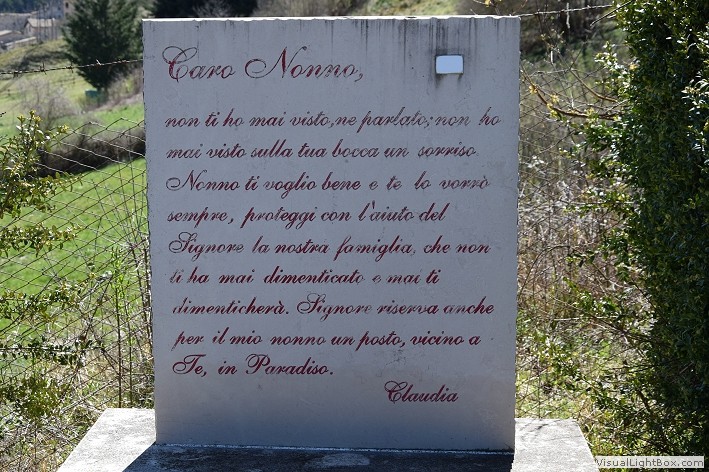 Caro Nonno,
non ti ho mai visto, ne parlato; non ho
mai visto sulla tua bocca un sorriso.
Nonno ti voglio bene e te lo vorrò
sempre, proteggi con l'aiuto del
Signore la nostra famiglia, che non
ti ha mai dimenticato e mai ti
dimenticherà. Signore riserva anche
per il mio nonno un posto, vicino a
Te, in Paradiso.
Claudia
VisualLightBox.com